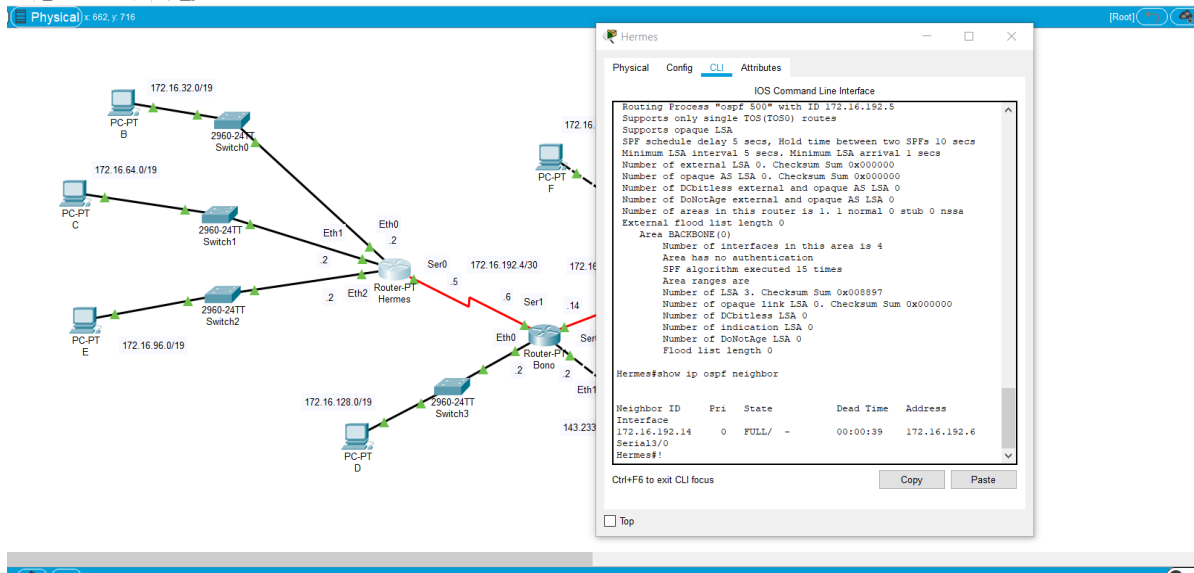 Physical x: 662, y: 716
[Root]
172.16.32.0/19
PC-PT
B
2960-24TT
Switch0
172.16.64.0/19
PC-PT
C
2960-24TT
Switch1
Eth1
Eth0
.2
.2
172.16.
PC-PT
F
Ser0
172.16.192.4/30
172.16
.2
Eth2
Router-PT
Hermes
.5
.6
Ser1
.14
2960-24TT
Switch2
PC-PT
E
172.16.96.0/19
Eth0
Router-PT
Bono
Ser
.2
.2
Eth1
172.16.128.0/19
2960-24TT
Switch3
143.233
PC-PT
D
Hermes
Physical Config CLI Attributes
IOS Command Line Interface
Routing Process "ospf 500" with ID 172.16.192.5
Supports only single TOS(TOS0) routes
Supports opaque LSA
SPF schedule delay 5 secs, Hold time between two SPFs 10 secs
Minimum LSA interval 5 secs. Minimum LSA arrival 1 secs
Number of external LSA 0. Checksum Sum 0x000000
Number of opaque AS LSA 0. Checksum Sum 0x000000
Number of DCbitless external and opaque AS LSA 0
Number of DoNotAge external and opaque AS LSA 0
Number of areas in this router is 1. 1 normal 0 stub 0 nssa
External flood list length 0
Area BACKBONE(0)
Number of interfaces in this area is 4
Area has no authentication
SPF algorithm executed 15 times
Area ranges are
Number of LSA 3. Checksum Sum 0x008897
Number of opaque link LSA 0. Checksum Sum 0x000000
Number of DCbitless LSA 0
Number of indication LSA 0
Number of DoNotAge LSA 0
Flood list length 0
Hermes#show ip ospf neighbor
Neighbor ID Pri State Dead Time Address
Interface
172.16.192.14 0 FULL/ - 00:00:39 172.16.192.6
Serial3/0
Hermes#!
Ctrl+F6 to exit CLI focus
Copy
Paste
Top